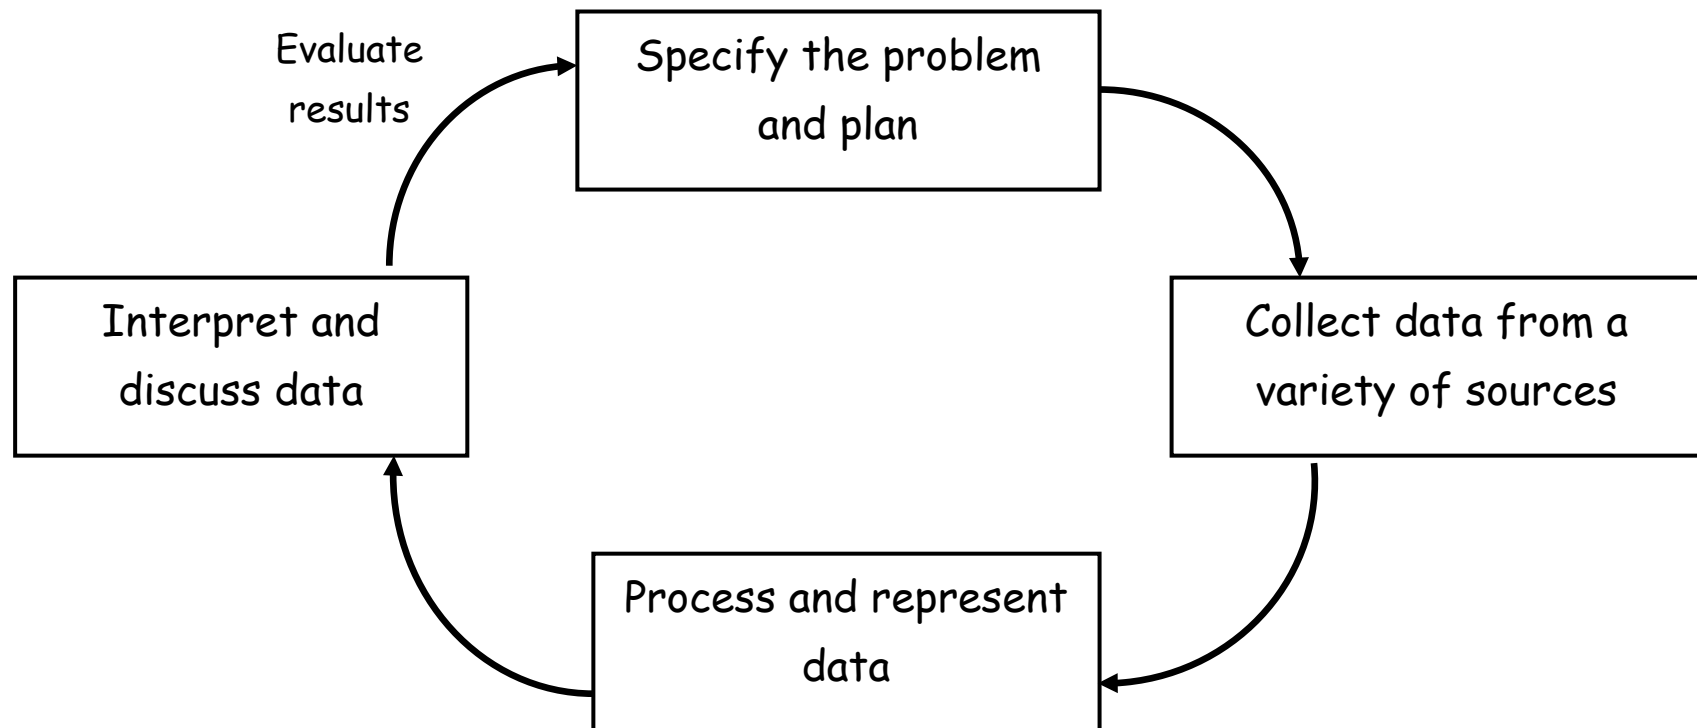 Evaluate
results
Specify the problem
and plan
Collect data from a
variety of sources
Process and represent
data
Interpret and
discuss data